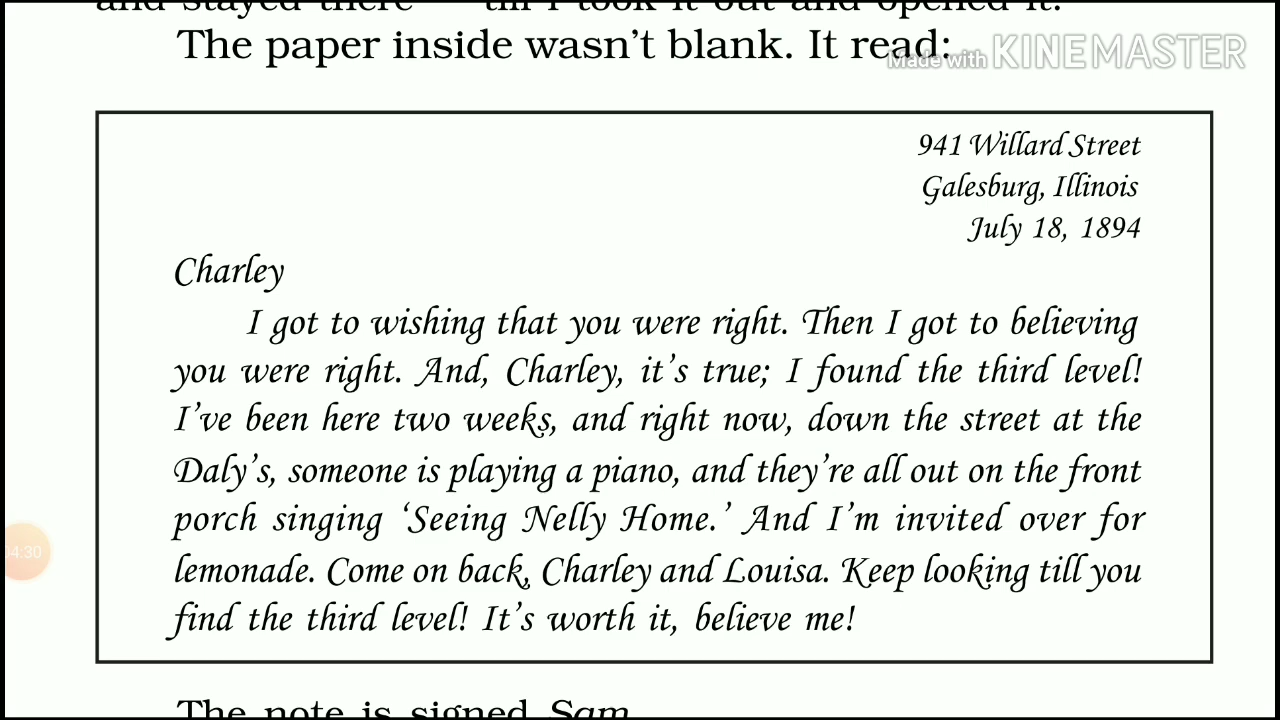 and stayed there — till I took it out and opened it.
The paper inside wasn't blank. It read:
Made with KINEMASTER
941 Willard Street
Galesburg, Illinois
July 18, 1894
Charley
I got to wishing that you were right. Then I got to believing
you were right. And, Charley, it's true; I found the third level!
I've been here two weeks, and right now, down the street at the
Daly's, someone is playing a piano, and they're all out on the front
porch singing ‘Seeing Nelly Home.’ And I'm invited over for
lemonade. Come on back, Charley and Louisa. Keep looking till you
find the third level! It's worth it, believe me!
04:30
The note is signed Sam.